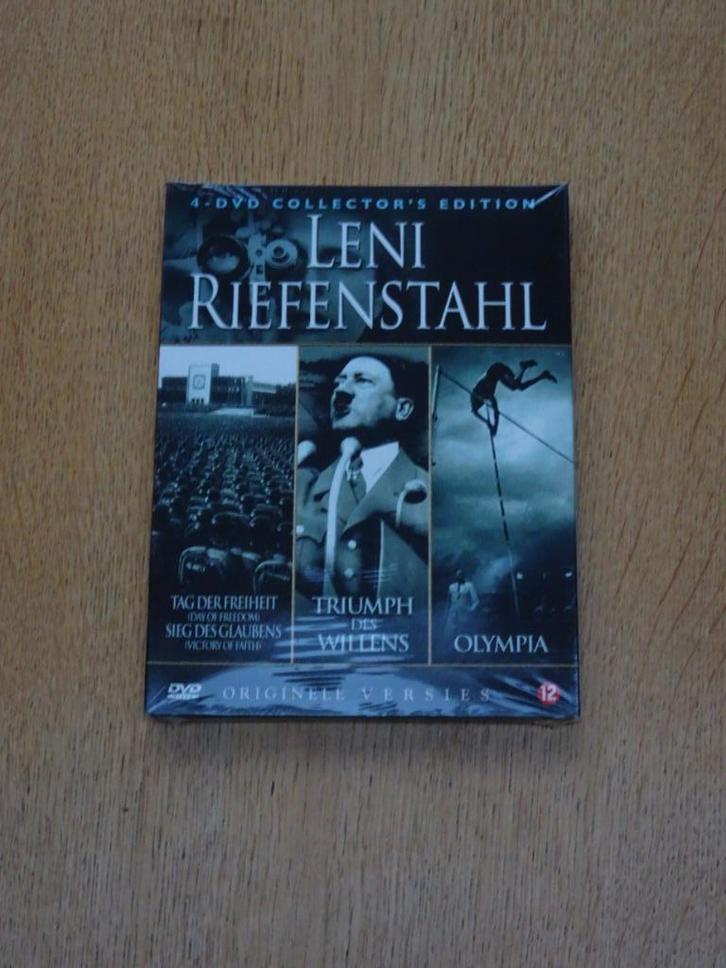 4-DVD COLLECTOR'S EDITION
LENI
RIEFENSTAHL
TAG DER FREIHEIT
(DAY OF FREEDOM)
SIEG DES GLAUBENS
(VICTORY OF FAITH)
TRIUMPH
DES
WILLENS
OLYMPIA
DVD
ORIGINELE VERSIES
12